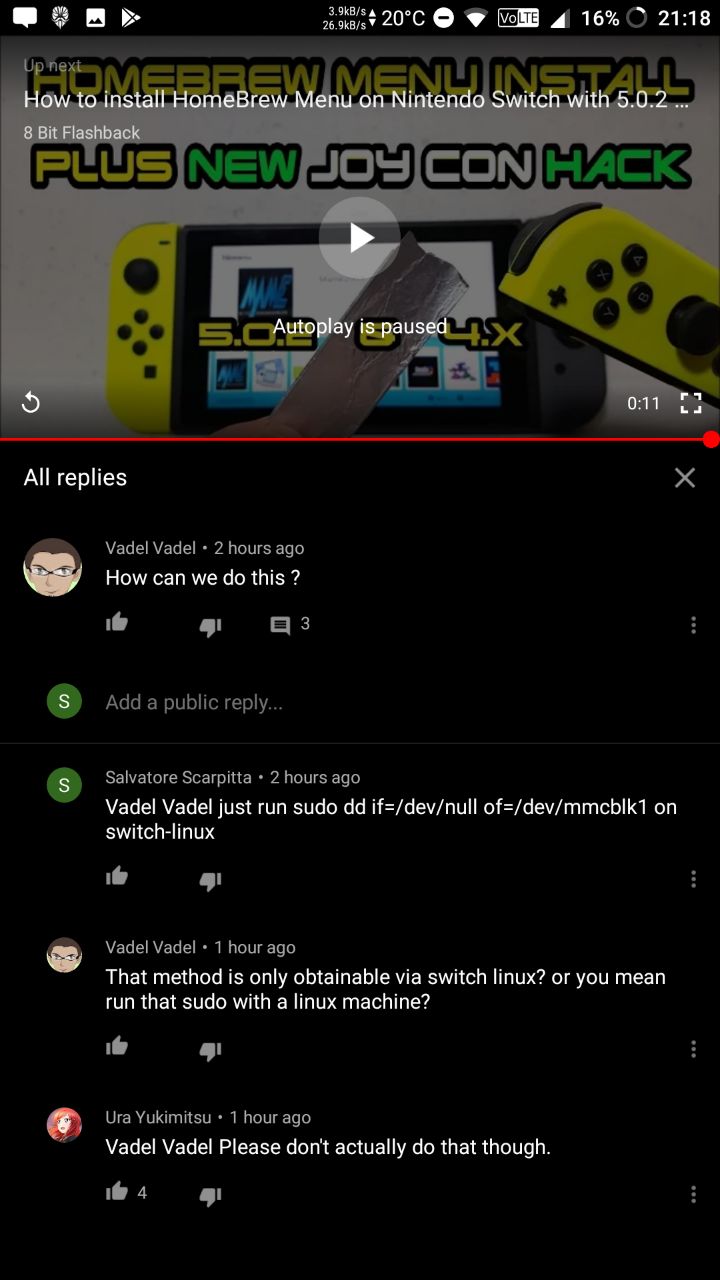 3.9kB/s
26.9kB/s
20°C
VoLTE
16%
21:18
HOMEBREW MENU INSTALL
Up next
How to install HomeBrew Menu on Nintendo Switch with 5.0.2 ...
8 Bit Flashback
PLUS NEW JOY CON HACK
X
A
Y
B
MAME
5.0.2 & 4.X
Autoplay is paused
0:11
All replies
Vadel Vadel • 2 hours ago
How can we do this ?
3
S
Add a public reply...
S
Salvatore Scarpitta • 2 hours ago
Vadel Vadel just run sudo dd if=/dev/null of=/dev/mmcblk1 on
switch-linux
Vadel Vadel • 1 hour ago
That method is only obtainable via switch linux? or you mean
run that sudo with a linux machine?
Ura Yukimitsu • 1 hour ago
Vadel Vadel Please don't actually do that though.
4